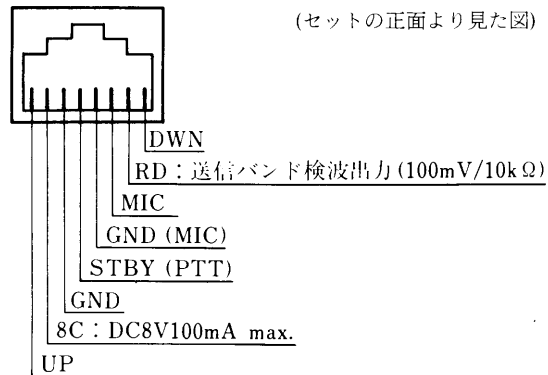 (セットの正面より見た図)
DWN
RD：送信バンド検波出力(100mV/10kΩ)
MIC
GND (MIC)
STBY (PTT)
GND
8C：DC8V100mA max.
UP